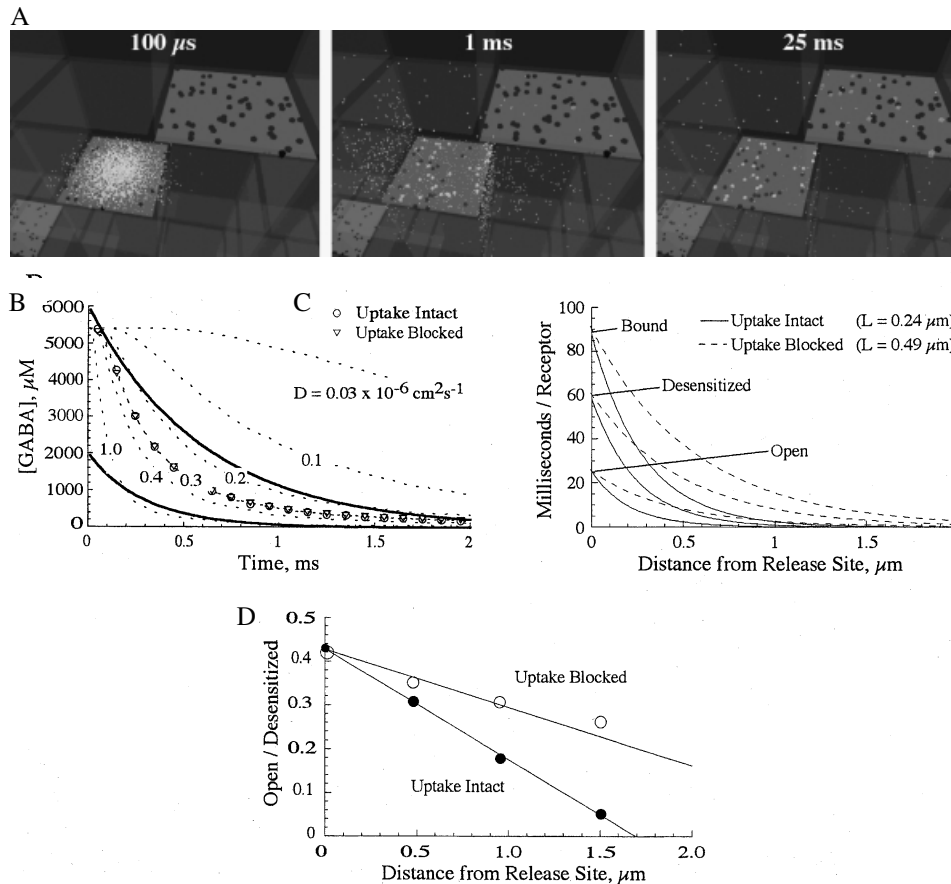 A
100 µs
1 ms
25 ms
B
C
6000
5000
4000
3000
2000
1000
0
[GABA], µM
Uptake Intact
Uptake Blocked
D = 0.03 x 10⁻⁶ cm²s⁻¹
0.1
0.2
0.3
0.4
1.0
0
0.5
1
1.5
2
Time, ms
100
80
60
40
20
0
Milliseconds / Receptor
Bound
Desensitized
Open
Uptake Intact (L = 0.24 µm)
Uptake Blocked (L = 0.49 µm)
0
0.5
1
1.5
Distance from Release Site, µm
D
0.5
0.4
0.3
0.2
0.1
0
Open / Desensitized
Uptake Blocked
Uptake Intact
0
0.5
1.0
1.5
2.0
Distance from Release Site, µm